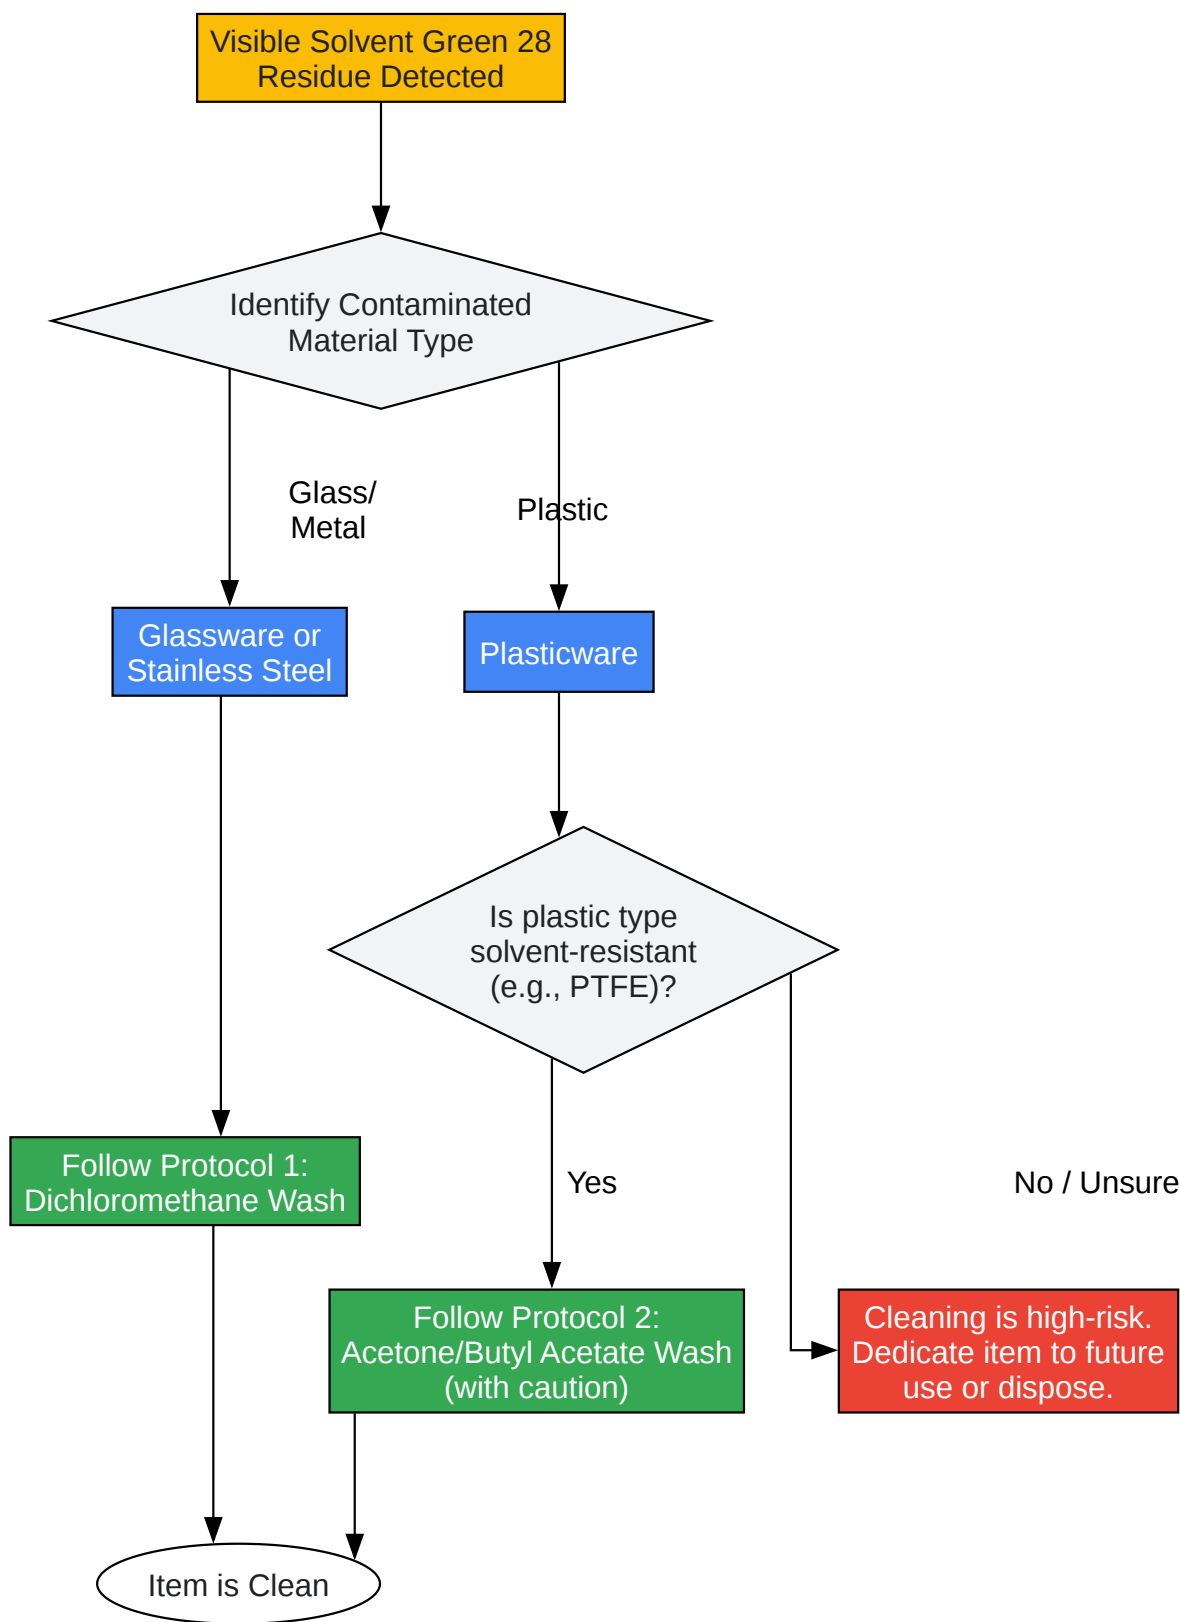 Visible Solvent Green 28
Residue Detected
Identify Contaminated
Material Type
Glass/
Metal
Plastic
Glassware or
Stainless Steel
Plasticware
Is plastic type
solvent-resistant
(e.g., PTFE)?
Follow Protocol 1:
Dichloromethane Wash
Yes
No / Unsure
Follow Protocol 2:
Acetone/Butyl Acetate Wash
(with caution)
Cleaning is high-risk.
Dedicate item to future
use or dispose.
Item is Clean